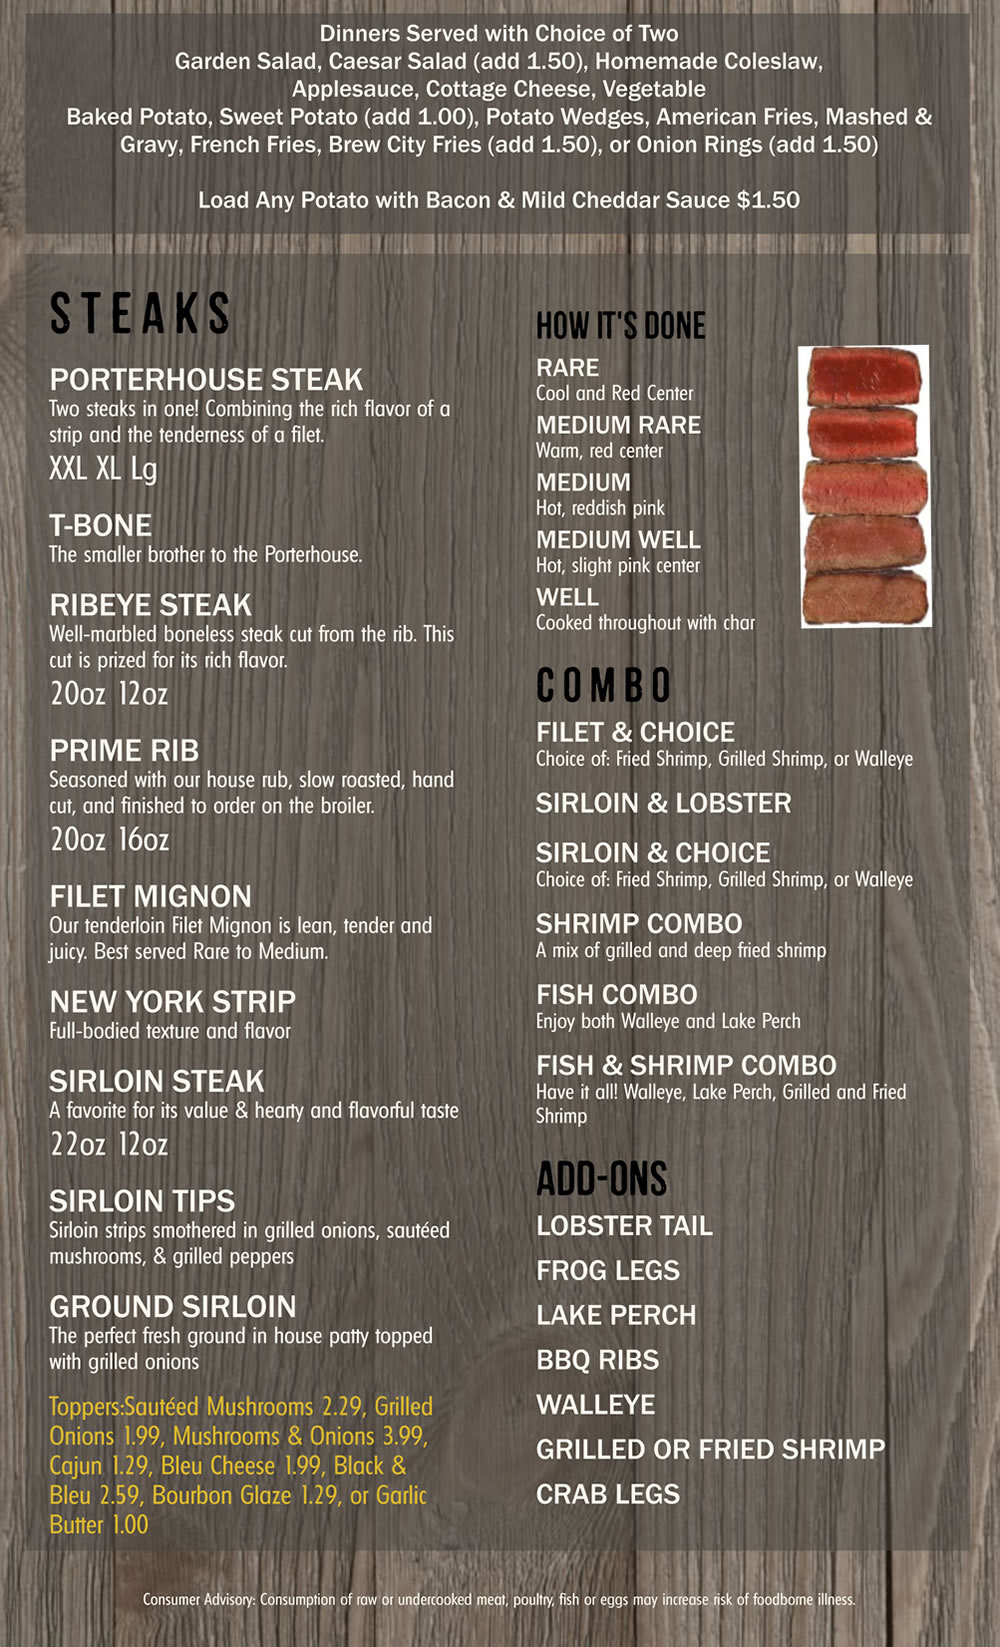 Dinners Served with Choice of Two
Garden Salad, Caesar Salad (add 1.50), Homemade Coleslaw,
Applesauce, Cottage Cheese, Vegetable
Baked Potato, Sweet Potato (add 1.00), Potato Wedges, American Fries, Mashed &
Gravy, French Fries, Brew City Fries (add 1.50), or Onion Rings (add 1.50)
Load Any Potato with Bacon & Mild Cheddar Sauce $1.50
STEAKS
PORTERHOUSE STEAK
Two steaks in one! Combining the rich flavor of a
strip and the tenderness of a filet.
XXL XL Lg
T-BONE
The smaller brother to the Porterhouse.
RIBEYE STEAK
Well-marbled boneless steak cut from the rib. This
cut is prized for its rich flavor.
20oz 12oz
PRIME RIB
Seasoned with our house rub, slow roasted, hand
cut, and finished to order on the broiler.
20oz 16oz
FILET MIGNON
Our tenderloin Filet Mignon is lean, tender and
juicy. Best served Rare to Medium.
NEW YORK STRIP
Full-bodied texture and flavor
SIRLOIN STEAK
A favorite for its value & hearty and flavorful taste
22oz 12oz
SIRLOIN TIPS
Sirloin strips smothered in grilled onions, sautéed
mushrooms, & grilled peppers
GROUND SIRLOIN
The perfect fresh ground in house patty topped
with grilled onions
Toppers:Sautéed Mushrooms 2.29, Grilled
Onions 1.99, Mushrooms & Onions 3.99,
Cajun 1.29, Bleu Cheese 1.99, Black &
Bleu 2.59, Bourbon Glaze 1.29, or Garlic
Butter 1.00
HOW IT'S DONE
RARE
Cool and Red Center
MEDIUM RARE
Warm, red center
MEDIUM
Hot, reddish pink
MEDIUM WELL
Hot, slight pink center
WELL
Cooked throughout with char
COMBO
FILET & CHOICE
Choice of: Fried Shrimp, Grilled Shrimp, or Walleye
SIRLOIN & LOBSTER
SIRLOIN & CHOICE
Choice of: Fried Shrimp, Grilled Shrimp, or Walleye
SHRIMP COMBO
A mix of grilled and deep fried shrimp
FISH COMBO
Enjoy both Walleye and Lake Perch
FISH & SHRIMP COMBO
Have it all! Walleye, Lake Perch, Grilled and Fried
Shrimp
ADD-ONS
LOBSTER TAIL
FROG LEGS
LAKE PERCH
BBQ RIBS
WALLEYE
GRILLED OR FRIED SHRIMP
CRAB LEGS
Consumer Advisory: Consumption of raw or undercooked meat, poultry, fish or eggs may increase risk of foodborne illness.